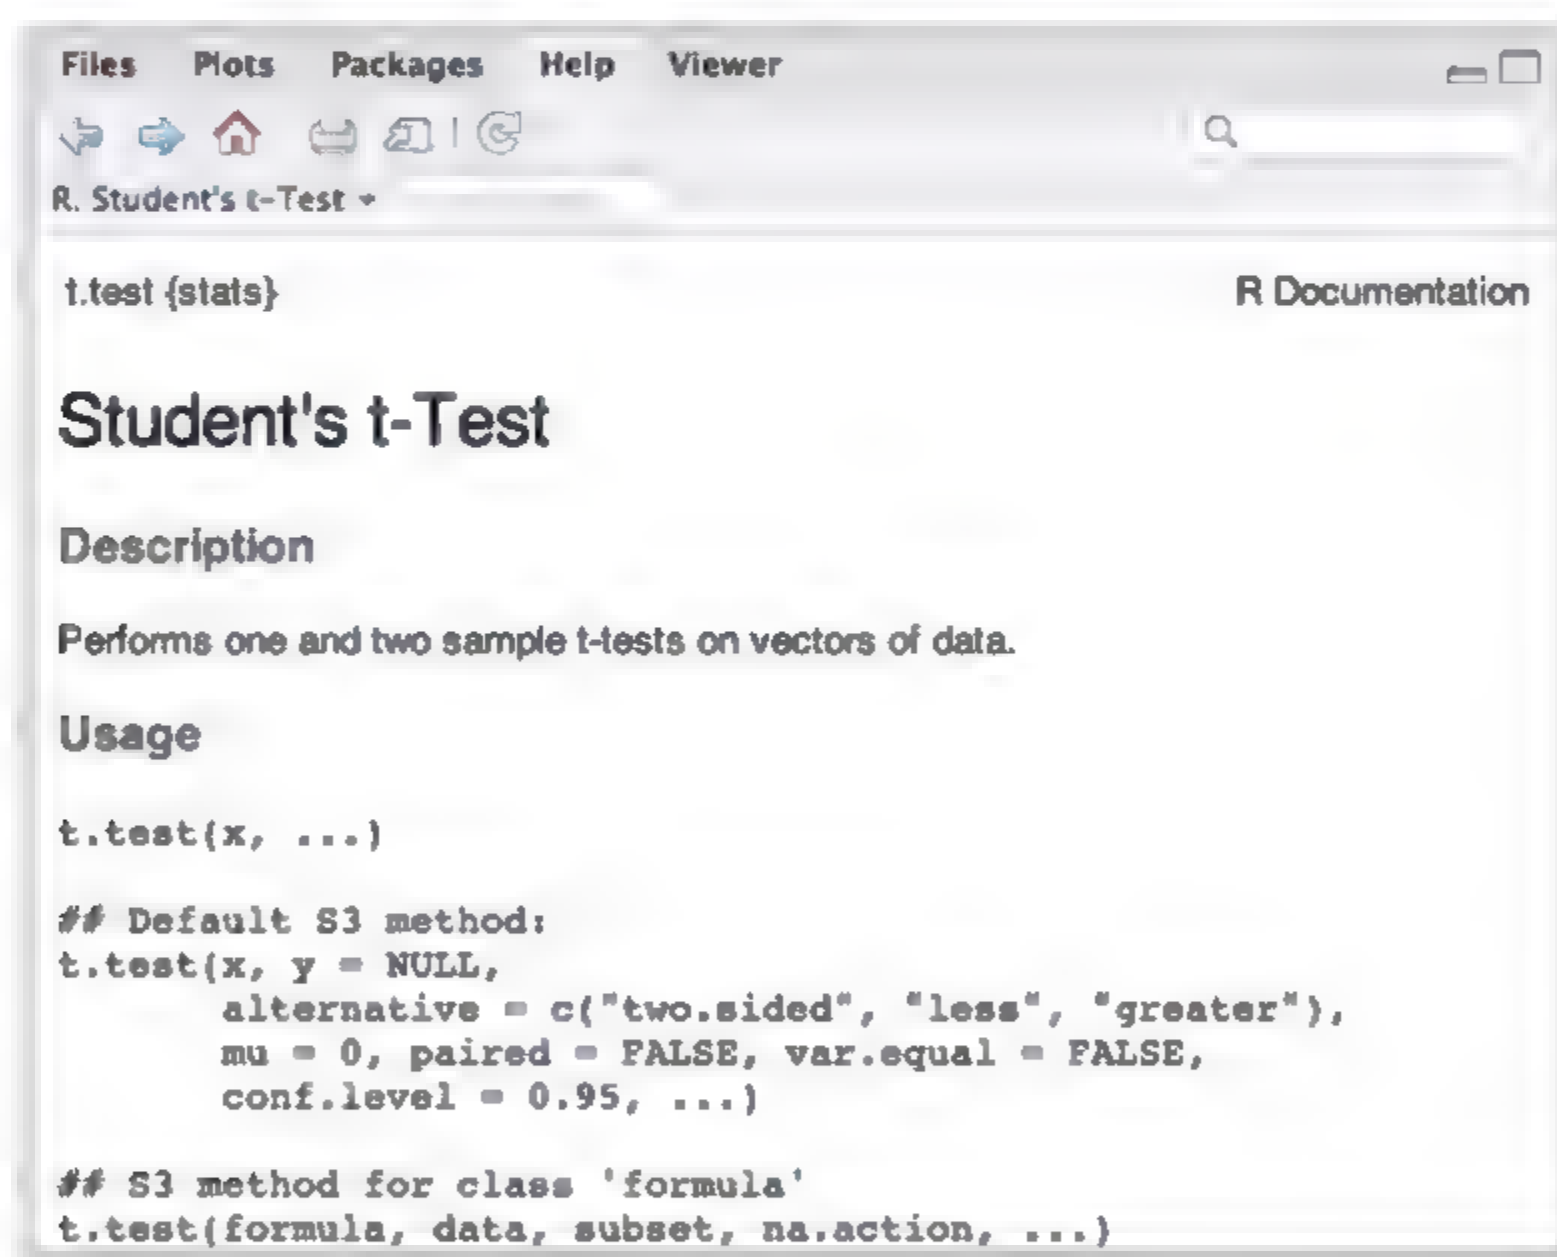 Files Plots Packages Help Viewer
R. Student's t-Test
t.test {stats} R Documentation
Student's t-Test
Description
Performs one and two sample t-tests on vectors of data.
Usage
t.test(x, ...)
## Default S3 method:
t.test(x, y = NULL,
       alternative = c("two.sided", "less", "greater"),
       mu = 0, paired = FALSE, var.equal = FALSE,
       conf.level = 0.95, ...)
## S3 method for class 'formula'
t.test(formula, data, subset, na.action, ...)